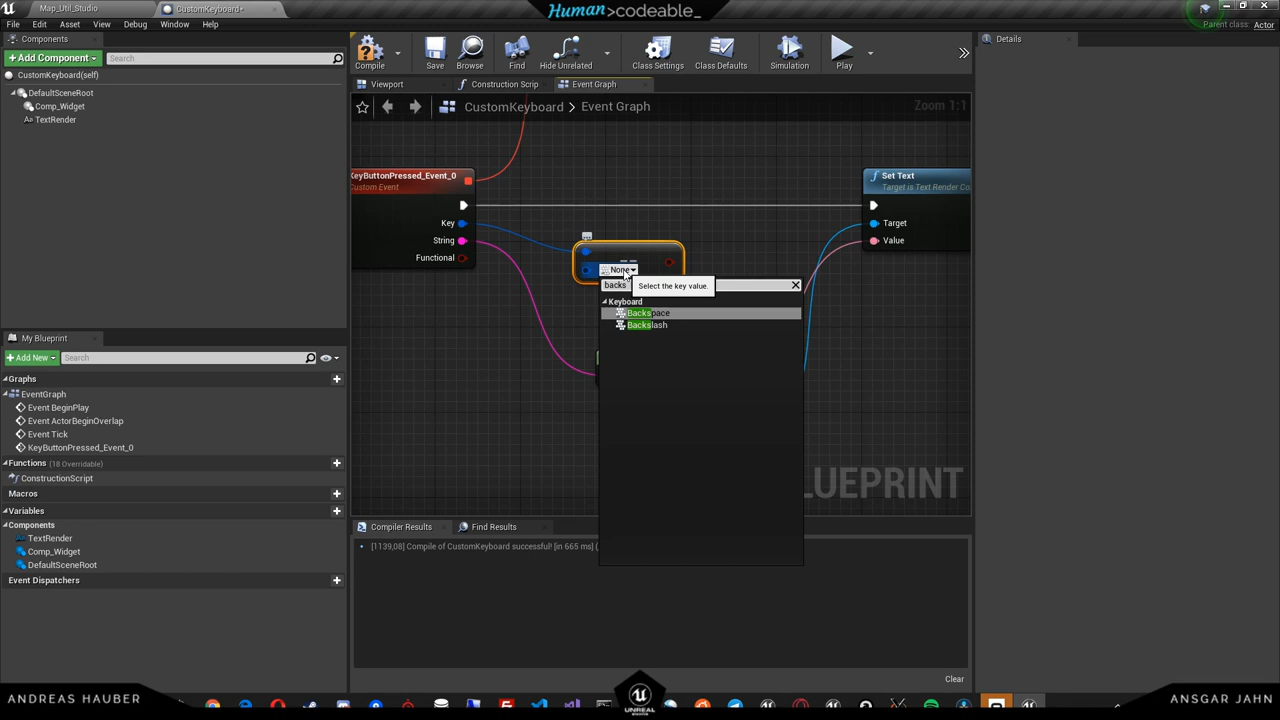 Map_Util_Studio
CustomKeyboard*
Human>codeable_
Parent class: Actor
File Edit Asset View Debug Window Help
Components
Details
+ Add Component
Search
CustomKeyboard(self)
DefaultSceneRoot
Comp_Widget
TextRender
Compile Save Browse Find Hide Unrelated Class Settings Class Defaults Simulation Play
Viewport Construction Scrip Event Graph
CustomKeyboard > Event Graph
Zoom 1:1
KeyButtonPressed_Event_0
Custom Event
Key
String
Functional
==
None
Set Text
Target is Text Render Co
Target
Value
backs
Select the key value.
Keyboard
Backspace
Backslash
My Blueprint
+ Add New
Search
Graphs
EventGraph
Event BeginPlay
Event ActorBeginOverlap
Event Tick
KeyButtonPressed_Event_0
Functions (18 Overridable)
ConstructionScript
Macros
Variables
Components
TextRender
Comp_Widget
DefaultSceneRoot
Event Dispatchers
LUEPRINT
Compiler Results Find Results
[1139,08] Compile of CustomKeyboard successful! [in 665 ms] (
Clear
ANDREAS HAUBER
UNREAL
ANSGAR JAHN